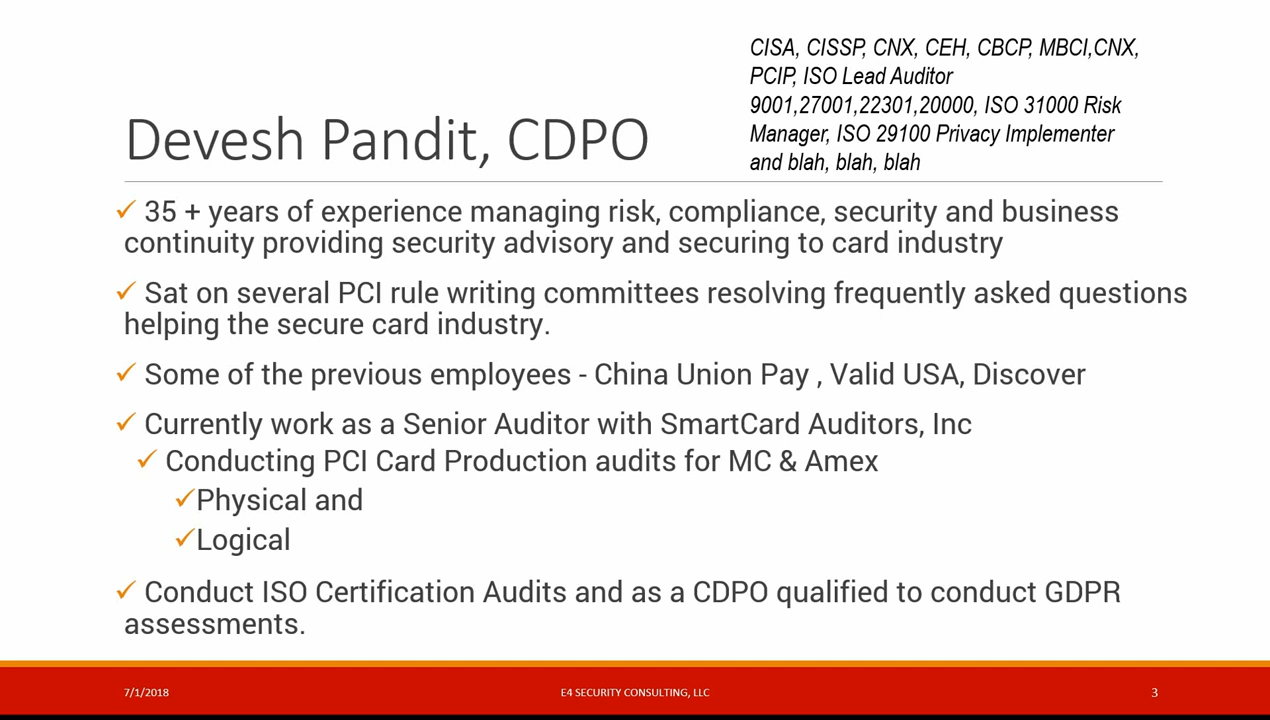 CISA, CISSP, CNX, CEH, CBCP, MBCI,CNX,
PCIP, ISO Lead Auditor
9001,27001,22301,20000, ISO 31000 Risk
Manager, ISO 29100 Privacy Implementer
and blah, blah, blah
Devesh Pandit, CDPO
✓ 35 + years of experience managing risk, compliance, security and business
continuity providing security advisory and securing to card industry
✓ Sat on several PCI rule writing committees resolving frequently asked questions
helping the secure card industry.
✓ Some of the previous employees - China Union Pay , Valid USA, Discover
✓ Currently work as a Senior Auditor with SmartCard Auditors, Inc
✓ Conducting PCI Card Production audits for MC & Amex
✓Physical and
✓Logical
✓ Conduct ISO Certification Audits and as a CDPO qualified to conduct GDPR
assessments.
7/1/2018
E4 SECURITY CONSULTING, LLC
3